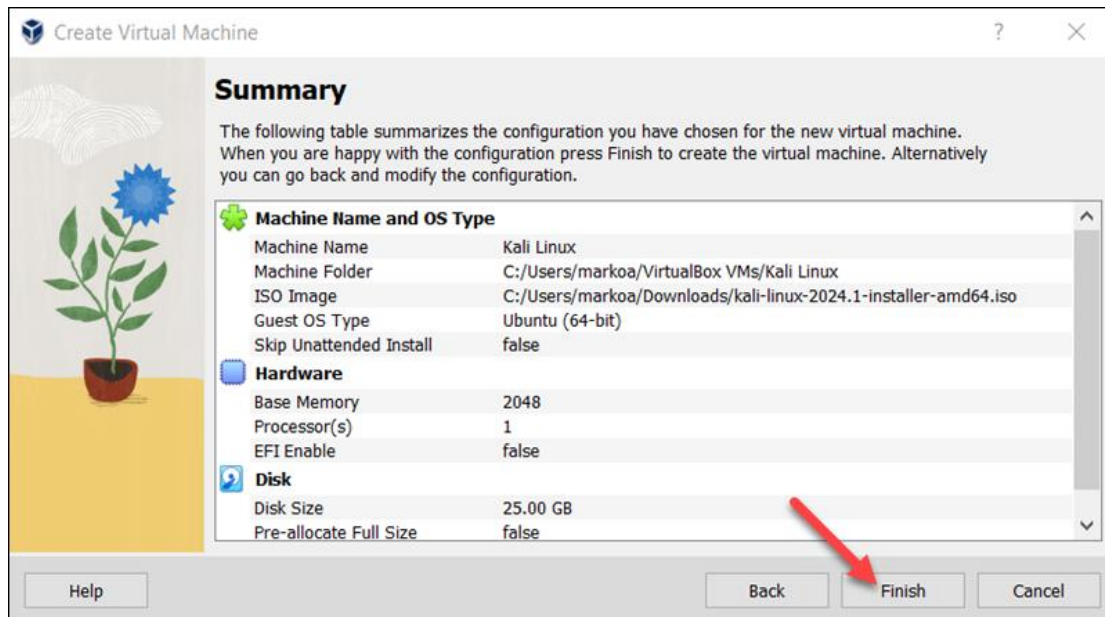 Create Virtual Machine
?
Summary
The following table summarizes the configuration you have chosen for the new virtual machine.
When you are happy with the configuration press Finish to create the virtual machine. Alternatively
you can go back and modify the configuration.
Machine Name and OS Type
Machine Name Kali Linux
Machine Folder C:/Users/markoa/VirtualBox VMs/Kali Linux
ISO Image C:/Users/markoa/Downloads/kali-linux-2024.1-installer-amd64.iso
Guest OS Type Ubuntu (64-bit)
Skip Unattended Install false
Hardware
Base Memory 2048
Processor(s) 1
EFI Enable false
Disk
Disk Size 25.00 GB
Pre-allocate Full Size false
Help Back Finish Cancel